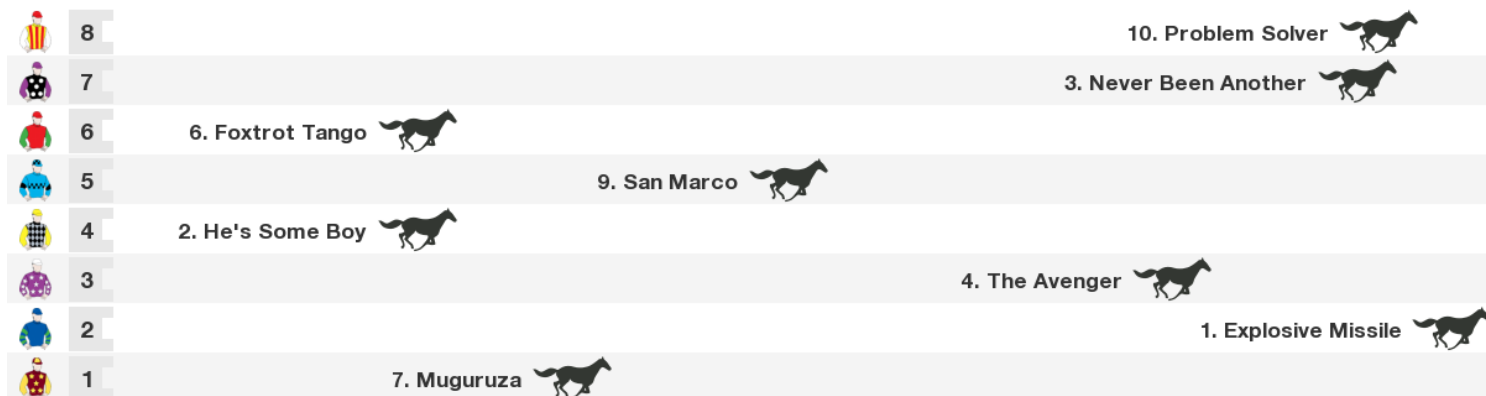 8 10. Problem Solver
7 3. Never Been Another
6 6. Foxtrot Tango
5 9. San Marco
4 2. He's Some Boy
3 4. The Avenger
2 1. Explosive Missile
1 7. Muguruza